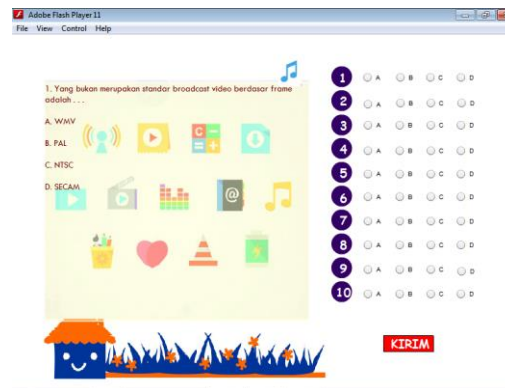 Adobe Flash Player 11
File View Control Help
1. Yang bukan merupakan standar broadcast video berdasar frame
adalah . . .
A. WMV
B. PAL
C. NTSC
D. SECAM
1 A B C D
2 A B C D
3 A B C D
4 A B C D
5 A B C D
6 A B C D
7 A B C D
8 A B C D
9 A B C D
10 A B C D
KIRIM